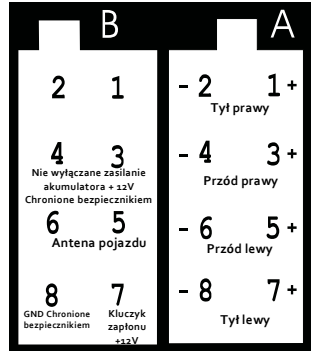 B
2 1
4 3
Nie wyłączane zasilanie
akumulatora + 12V
Chronione bezpiecznikiem
6 5
Antena pojazdu
8 7
GND Chronione
bezpiecznikiem
Kluczyk
zapłonu
+12V
A
- 2 1 +
Tył prawy
- 4 3 +
Przód prawy
- 6 5 +
Przód lewy
- 8 7 +
Tył lewy